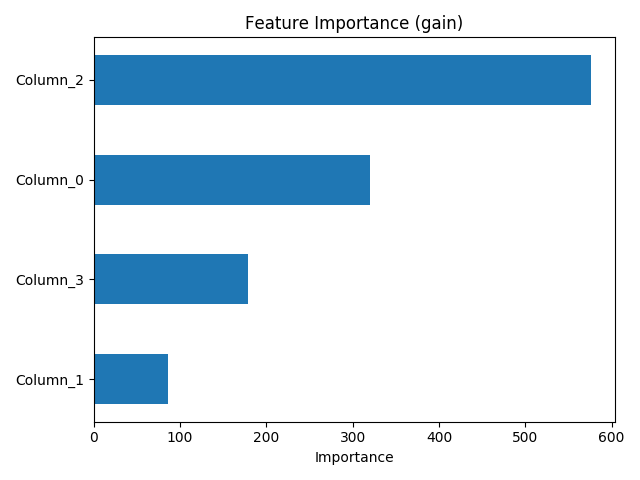 Feature Importance (gain)
Column_2
Column_0
Column_3
Column_1
0 100 200 300 400 500 600
Importance